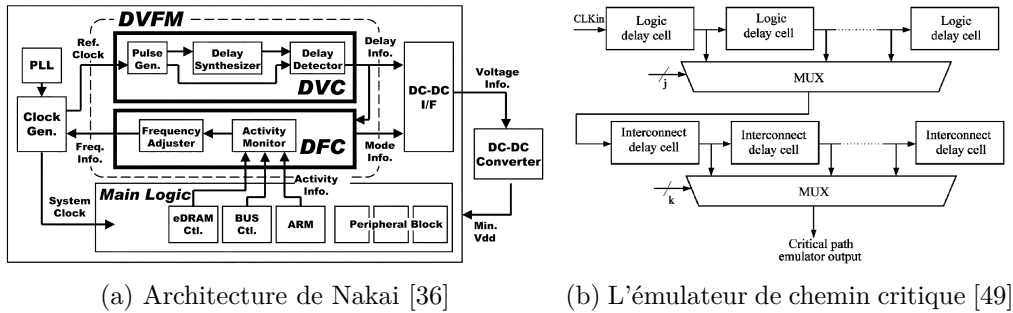 DVFM
Ref.
Clock
Pulse
Gen.
Delay
Synthesizer
Delay
Detector
DVC
Delay
Info.
PLL
Clock
Gen.
DC-DC
I/F
Voltage
Info.
DC-DC
Converter
Freq.
Info.
Frequency
Adjuster
Activity
Monitor
DFC
Mode
Info.
Activity
Info.
System
Clock
Main Logic
eDRAM
Ctl.
BUS
Ctl.
ARM
Peripheral Block
Min.
Vdd
(a) Architecture de Nakai [36]
CLKin
Logic
delay cell
Logic
delay cell
Logic
delay cell
j
MUX
Interconnect
delay cell
Interconnect
delay cell
Interconnect
delay cell
k
MUX
Critical path
emulator output
(b) L'émulateur de chemin critique [49]